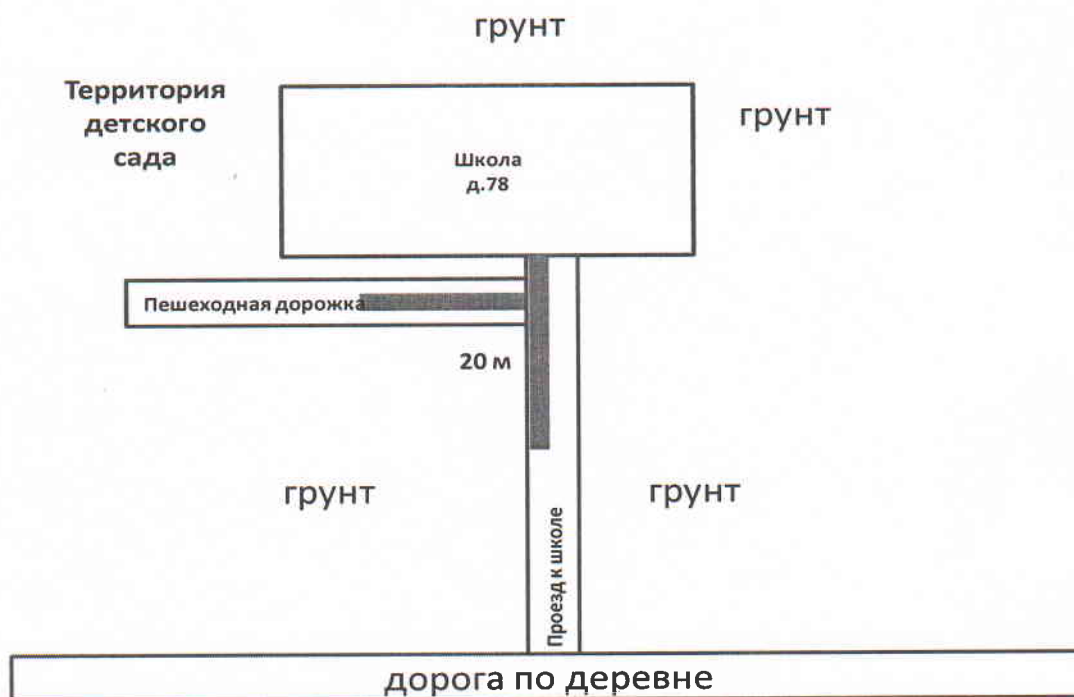 грунт
Территория
детского
сада
грунт
Школа
д.78
Пешеходная дорожка
20 м
грунт
грунт
Проезд к школе
дорога по деревне